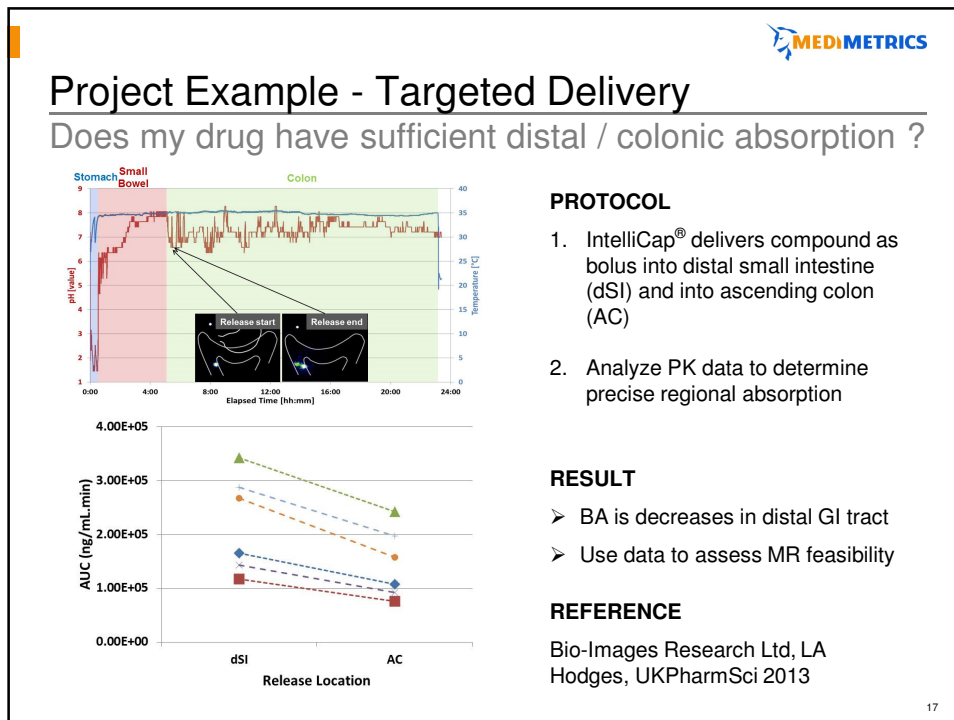 MEDIMETRICS
Project Example - Targeted Delivery
Does my drug have sufficient distal / colonic absorption ?
Stomach Small Bowel Colon
9
8
7
6
5
4
3
2
1
pH [value]
40
35
30
25
20
15
10
5
0
Temperature [°C]
Release start
Release end
0:00 4:00 8:00 12:00 16:00 20:00 24:00
Elapsed Time [hh:mm]
4.00E+05
3.00E+05
2.00E+05
1.00E+05
0.00E+00
AUC (ng/mL.min)
dSI AC
Release Location
PROTOCOL
1. IntelliCap® delivers compound as
bolus into distal small intestine
(dSI) and into ascending colon
(AC)
2. Analyze PK data to determine
precise regional absorption
RESULT
➢ BA is decreases in distal GI tract
➢ Use data to assess MR feasibility
REFERENCE
Bio-Images Research Ltd, LA
Hodges, UKPharmSci 2013
17